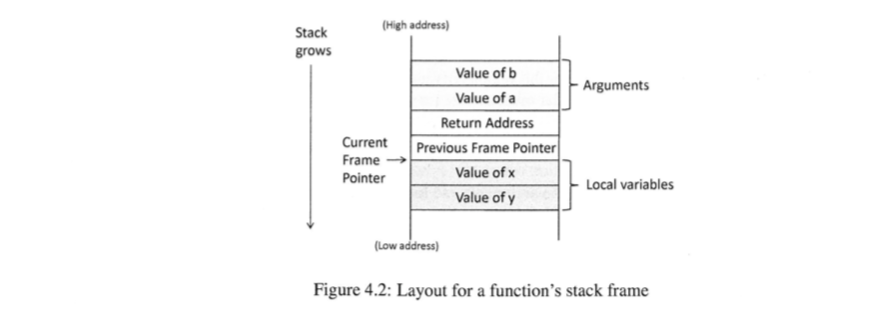 (High address)
Stack
grows
Value of b
Value of a
Arguments
Return Address
Current
Frame
Pointer
Previous Frame Pointer
Value of x
Value of y
Local variables
(Low address)
Figure 4.2: Layout for a function's stack frame